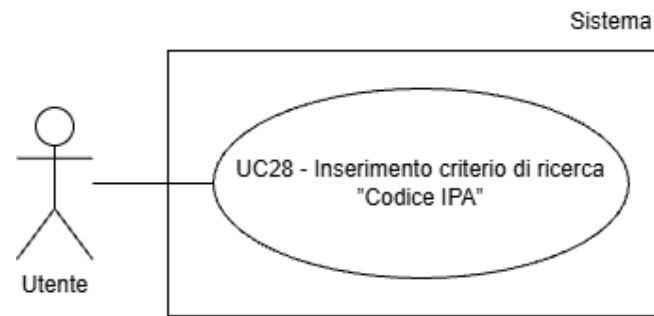 Sistema
UC28 - Inserimento criterio di ricerca
"Codice IPA"
Utente